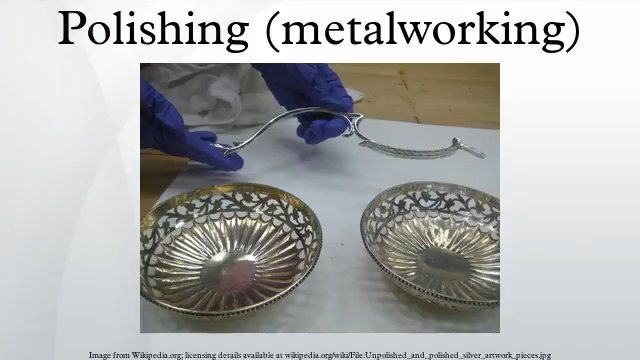 Polishing (metalworking)
Image from Wikipedia.org; licensing details available at wikipedia.org/wiki/File:Unpolished_and_polished_silver_artwork_pieces.jpg